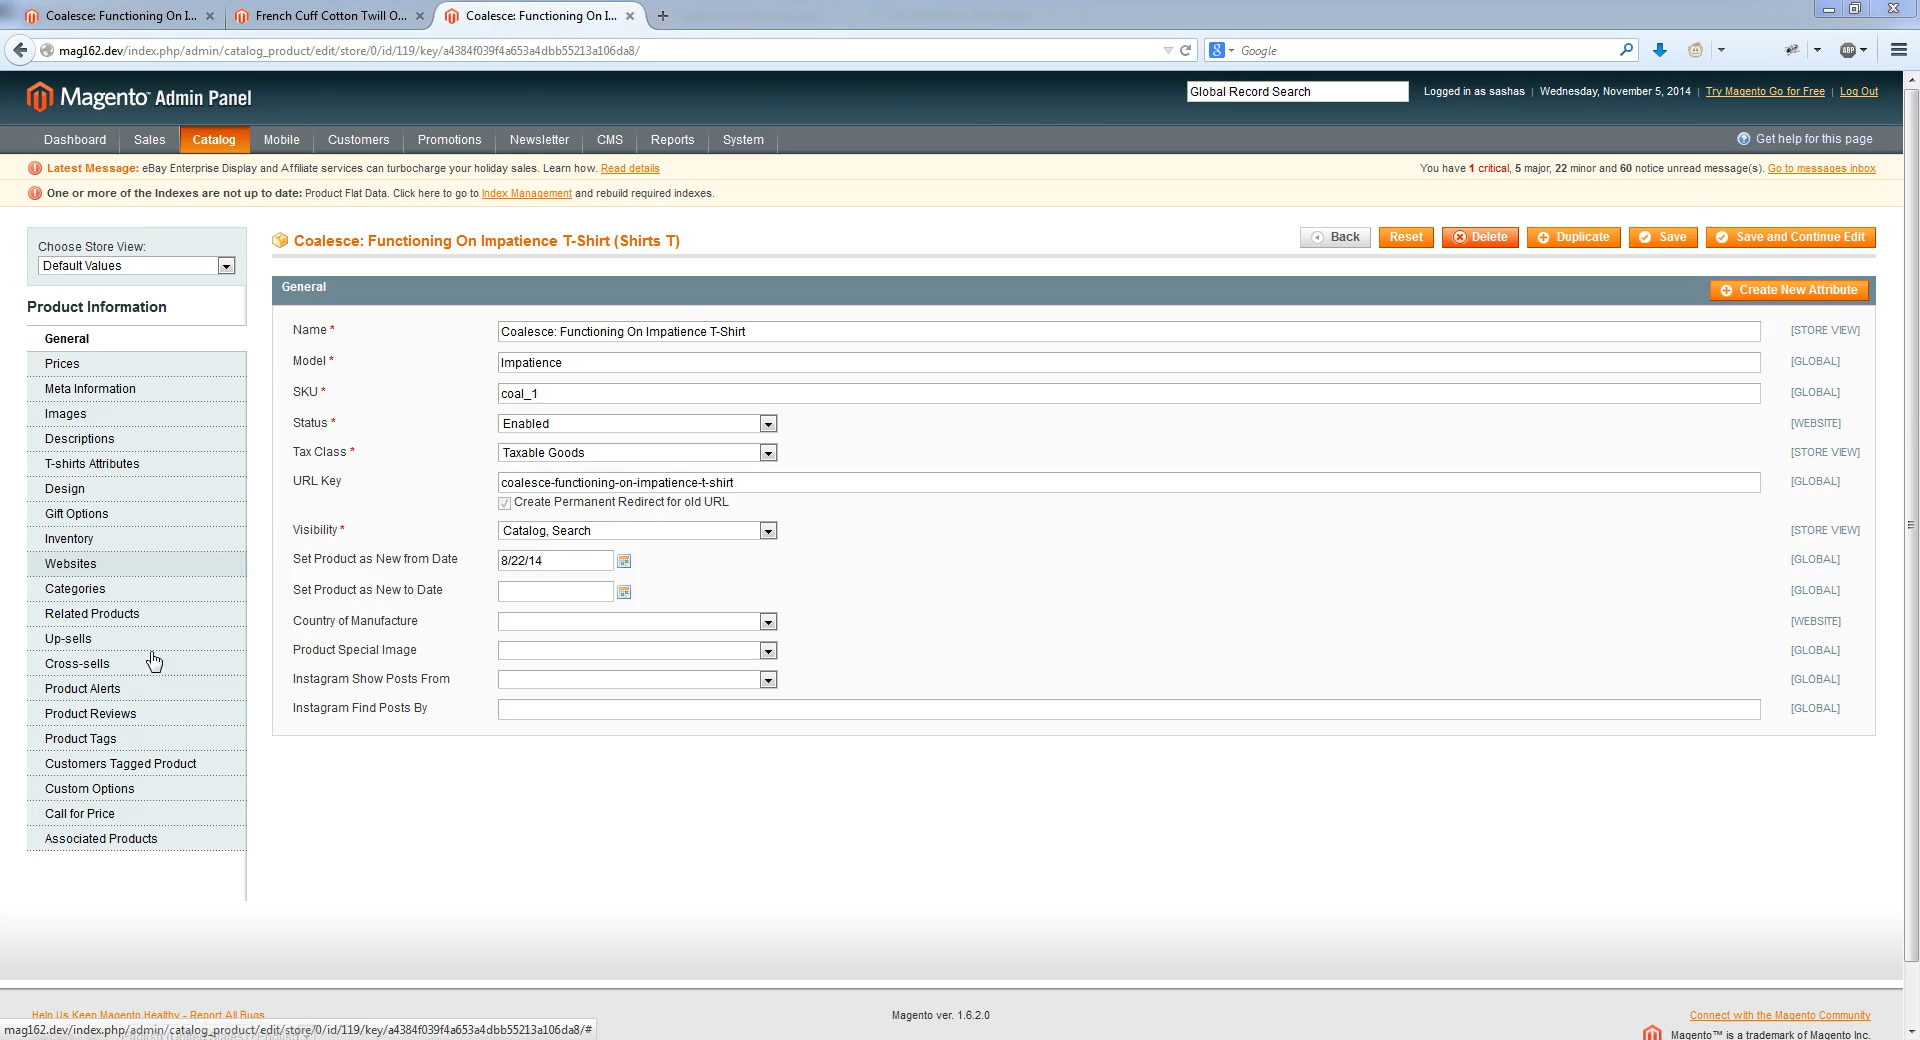 Coalesce: Functioning On I...
French Cuff Cotton Twill O...
Coalesce: Functioning On I...
mag162.dev/index.php/admin/catalog_product/edit/store/0/id/119/key/a4384f039f4a653a4dbb55213a106da8/
Google
Magento™ Admin Panel
Global Record Search
Logged in as sashas | Wednesday, November 5, 2014 | Try Magento Go for Free | Log Out
Dashboard Sales Catalog Mobile Customers Promotions Newsletter CMS Reports System
Get help for this page
Latest Message: eBay Enterprise Display and Affiliate services can turbocharge your holiday sales. Learn how. Read details
You have 1 critical, 5 major, 22 minor and 60 notice unread message(s). Go to messages inbox
One or more of the Indexes are not up to date: Product Flat Data. Click here to go to Index Management and rebuild required indexes.
Choose Store View:
Default Values
Product Information
General
Prices
Meta Information
Images
Descriptions
T-shirts Attributes
Design
Gift Options
Inventory
Websites
Categories
Related Products
Up-sells
Cross-sells
Product Alerts
Product Reviews
Product Tags
Customers Tagged Product
Custom Options
Call for Price
Associated Products
Coalesce: Functioning On Impatience T-Shirt (Shirts T)
Back Reset Delete Duplicate Save Save and Continue Edit
General
Create New Attribute
Name * Coalesce: Functioning On Impatience T-Shirt [STORE VIEW]
Model * Impatience [GLOBAL]
SKU * coal_1 [GLOBAL]
Status * Enabled [WEBSITE]
Tax Class * Taxable Goods [STORE VIEW]
URL Key coalesce-functioning-on-impatience-t-shirt [GLOBAL]
Create Permanent Redirect for old URL
Visibility * Catalog, Search [STORE VIEW]
Set Product as New from Date 8/22/14 [GLOBAL]
Set Product as New to Date [GLOBAL]
Country of Manufacture [WEBSITE]
Product Special Image [GLOBAL]
Instagram Show Posts From [GLOBAL]
Instagram Find Posts By [GLOBAL]
Help Us Keep Magento Healthy - Report All Bugs
Magento ver. 1.6.2.0
Connect with the Magento Community
mag162.dev/index.php/admin/catalog_product/edit/store/0/id/119/key/a4384f039f4a653a4dbb55213a106da8/#
Magento™ is a trademark of Magento Inc.